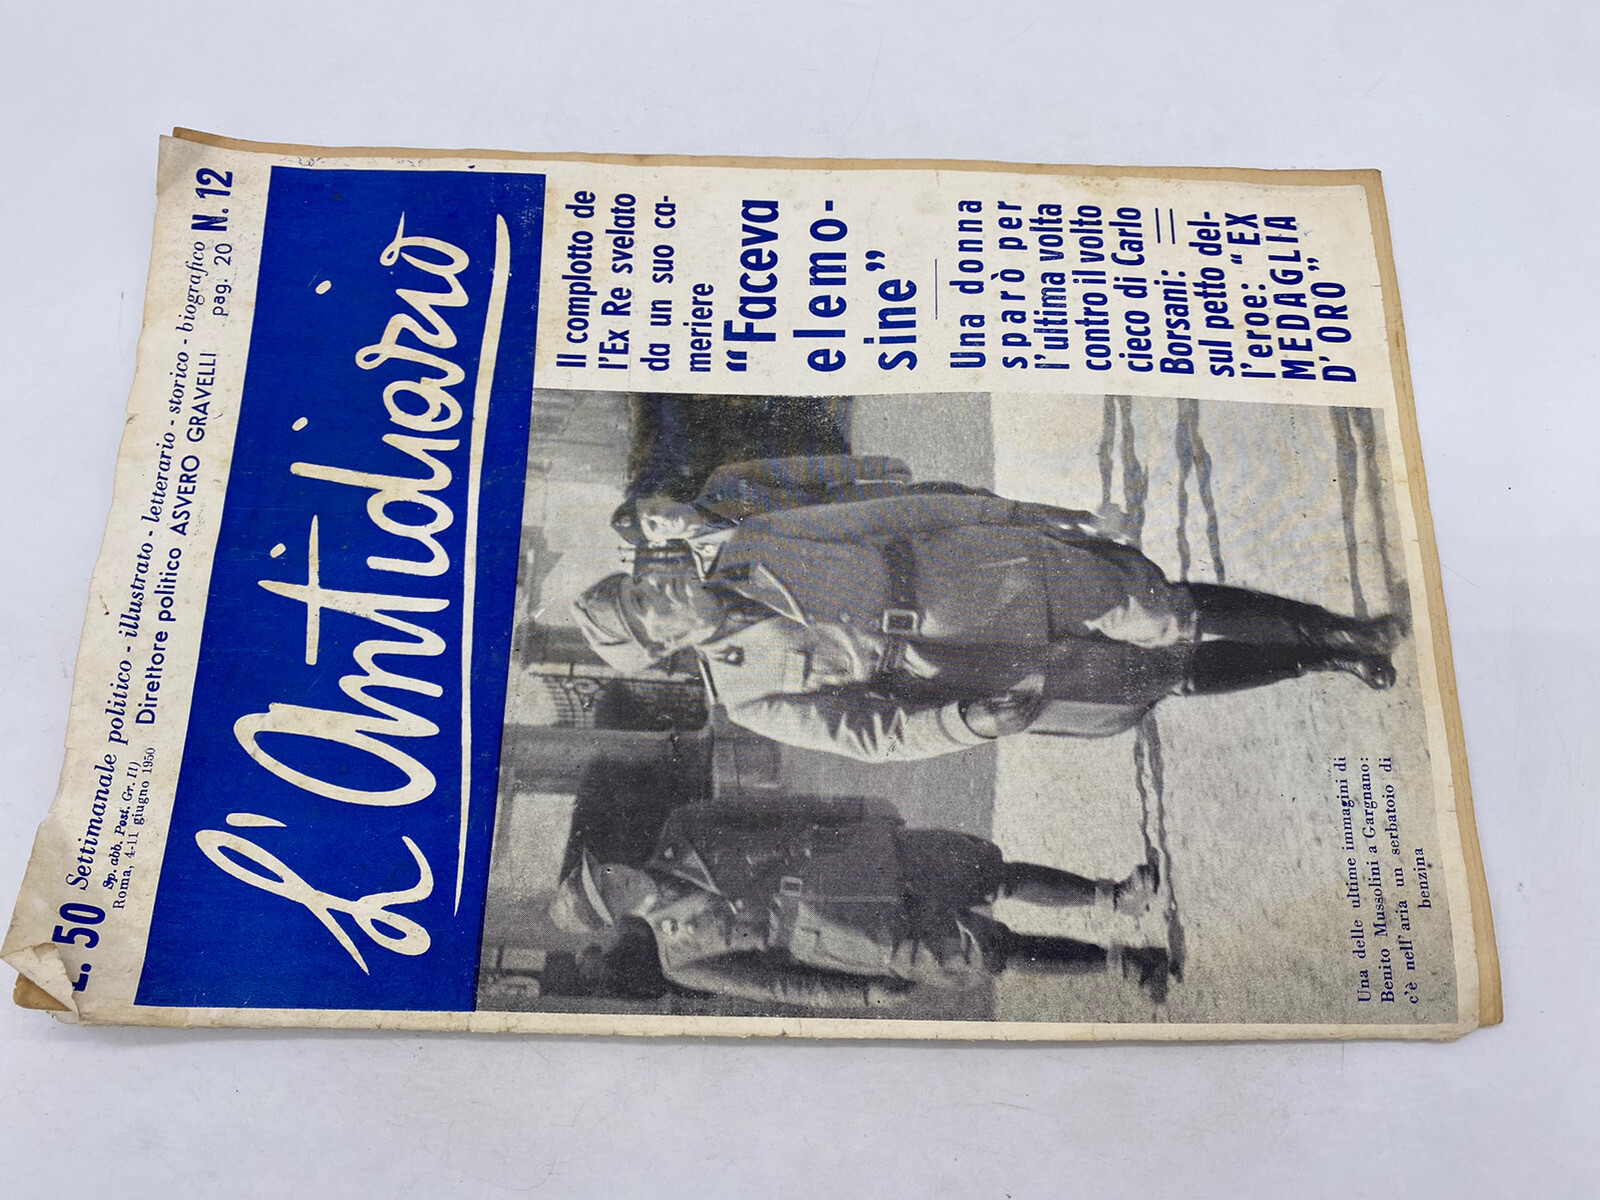 L. 50 Settimanale politico - illustrato - letterario - storico - biografico N. 12
Sp. abb. Post. Gr. II)
Roma, 4-11 giugno 1950 Direttore politico ASVERO GRAVELLI pag. 20
L'Antidiario
Il complotto de
l'Ex Re svelato
da un suo ca-
meriere
"Faceva
elemo-
sine"
Una donna
sparò per
l'ultima volta
contro il volto
cieco di Carlo
Borsani:
sul petto del-
l'eroe: "EX
MEDAGLIA
D'ORO"
Una delle ultime immagini di
Benito Mussolini a Gargnano:
c'è nell'aria un serbatoio di
benzina